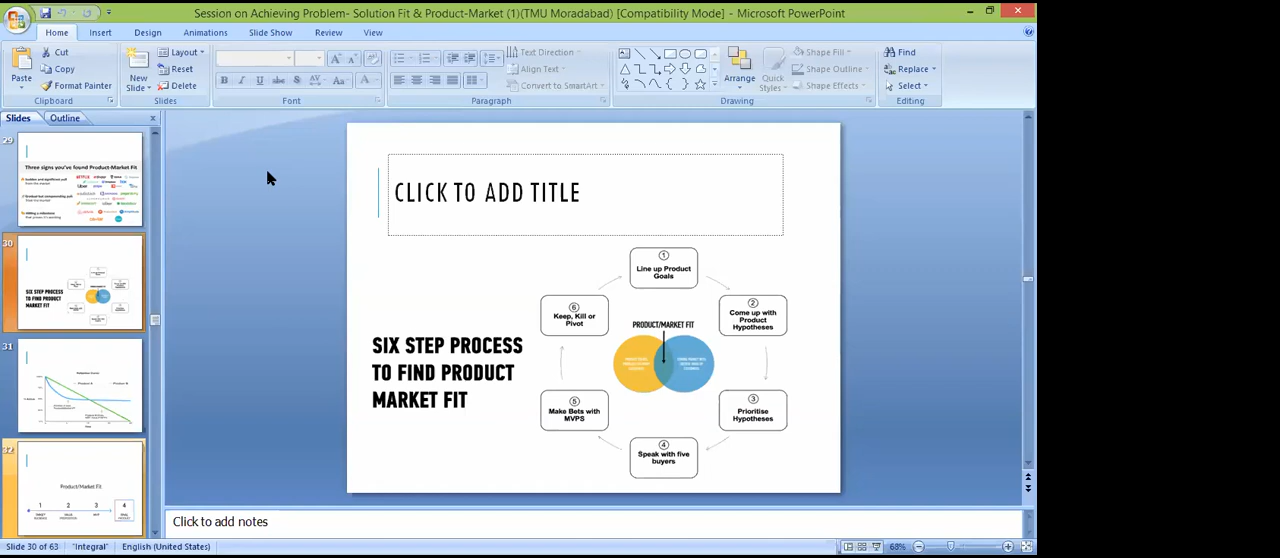 Session on Achieving Problem- Solution Fit & Product-Market (1)(TMU Moradabad) [Compatibility Mode] - Microsoft PowerPoint
Home Insert Design Animations Slide Show Review View
Cut
Copy
Format Painter
Paste
Clipboard
New
Slide
Layout
Reset
Delete
Slides
Font
Text Direction
Align Text
Convert to SmartArt
Paragraph
Arrange
Quick
Styles
Shape Fill
Shape Outline
Shape Effects
Drawing
Find
Replace
Select
Editing
Slides Outline
29
Three signs you've found Product-Market Fit
30
SIX STEP PROCESS
TO FIND PRODUCT
MARKET FIT
31
32
Product/Market Fit
1 2 3 4
CLICK TO ADD TITLE
SIX STEP PROCESS
TO FIND PRODUCT
MARKET FIT
1
Line up Product
Goals
2
Come up with
Product
Hypotheses
3
Prioritise
Hypotheses
4
Speak with five
buyers
5
Make Bets with
MVPS
6
Keep, Kill or
Pivot
PRODUCT/MARKET FIT
Click to add notes
Slide 30 of 63 "Integral" English (United States) 68%